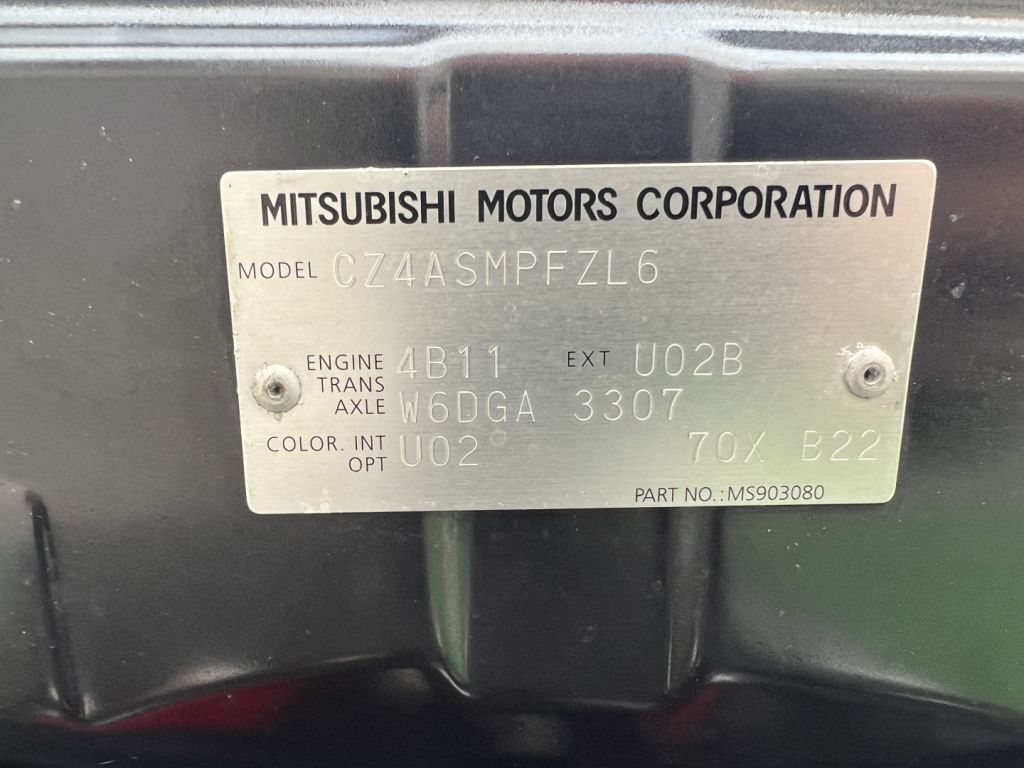 MITSUBISHI MOTORS CORPORATION
MODEL CZ4ASMPFZL6
ENGINE 4B11 EXT U02B
TRANS
AXLE W6DGA 3307
COLOR. INT
OPT U02 70X B22
PART NO.: MS903080